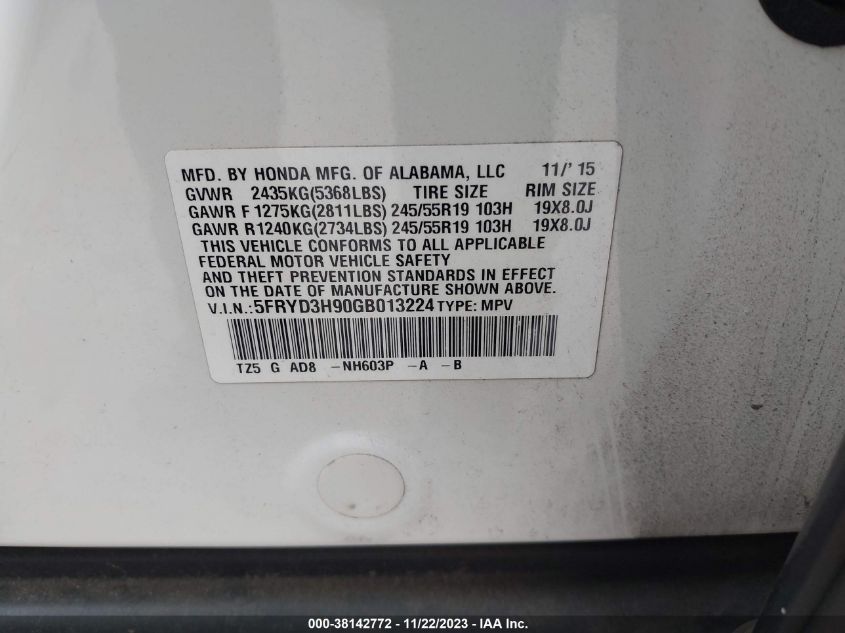 MFD. BY HONDA MFG. OF ALABAMA, LLC 11/' 15
GVWR 2435KG(5368LBS) TIRE SIZE RIM SIZE
GAWR F 1275KG(2811LBS) 245/55R19 103H 19X8.0J
GAWR R1240KG(2734LBS) 245/55R19 103H 19X8.0J
THIS VEHICLE CONFORMS TO ALL APPLICABLE
FEDERAL MOTOR VEHICLE SAFETY
AND THEFT PREVENTION STANDARDS IN EFFECT
ON THE DATE OF MANUFACTURE SHOWN ABOVE.
V.I.N.:5FRYD3H90GB013224 TYPE: MPV
TZ5 G AD8 -NH603P -A -B
000-38142772 - 11/22/2023 - IAA Inc.